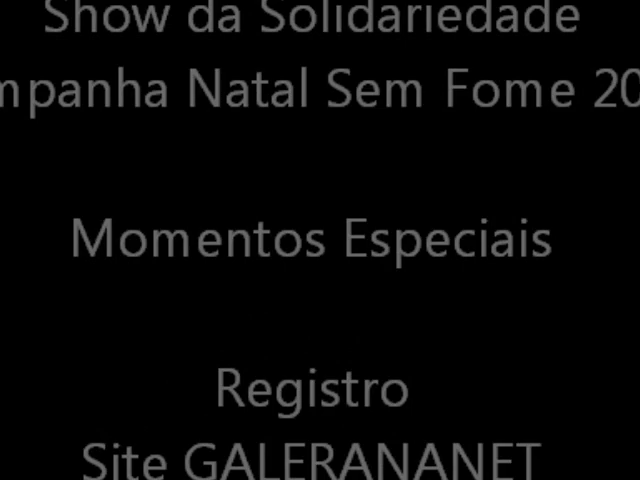 Show da Solidariedade
mpanha Natal Sem Fome 20
Momentos Especiais
Registro
Site GALERANANET